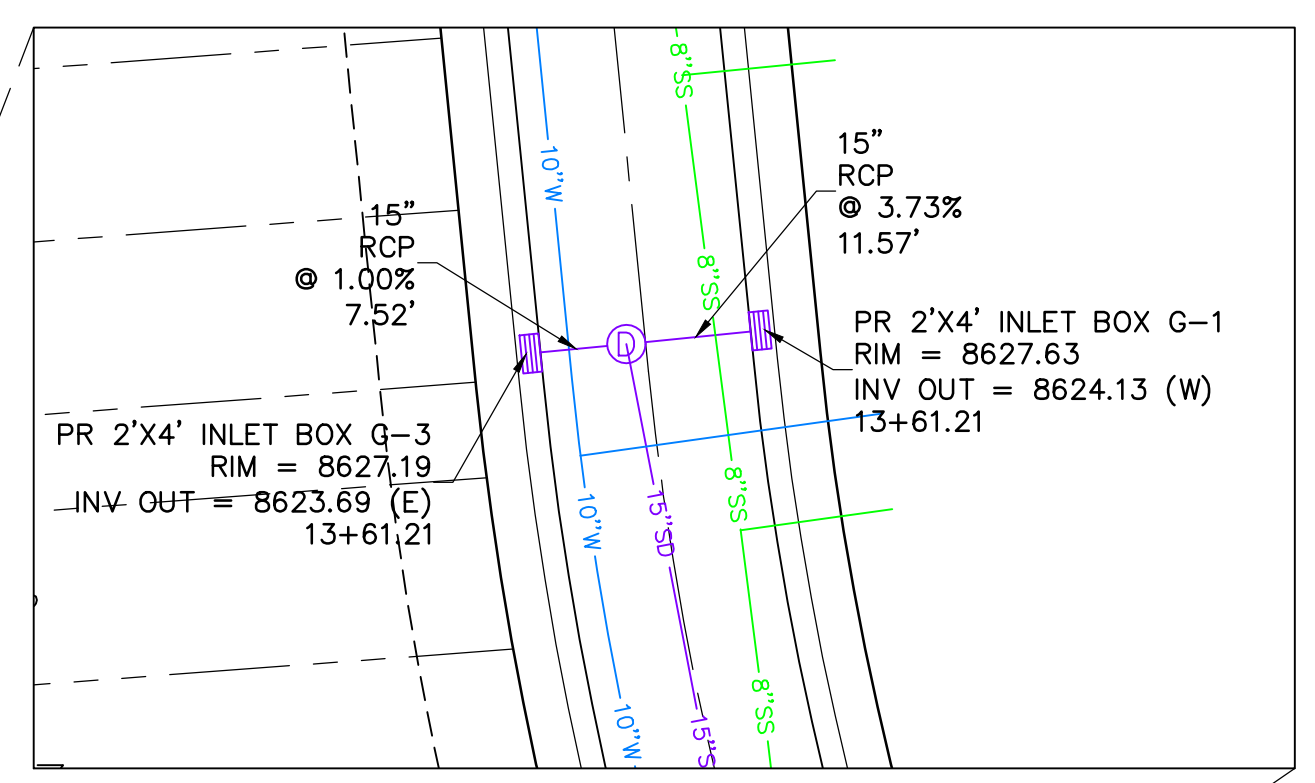 8"SS
10"W
15"
RCP
@ 3.73%
11.57'
15"
RCP
@ 1.00%
7.52'
8"SS
D
PR 2'X4' INLET BOX G-1
RIM = 8627.63
INV OUT = 8624.13 (W)
13+61.21
PR 2'X4' INLET BOX G-3
RIM = 8627.19
INV OUT = 8623.69 (E)
13+61.21
10"W
15"SD
8"SS
10"W
15"S
8"SS